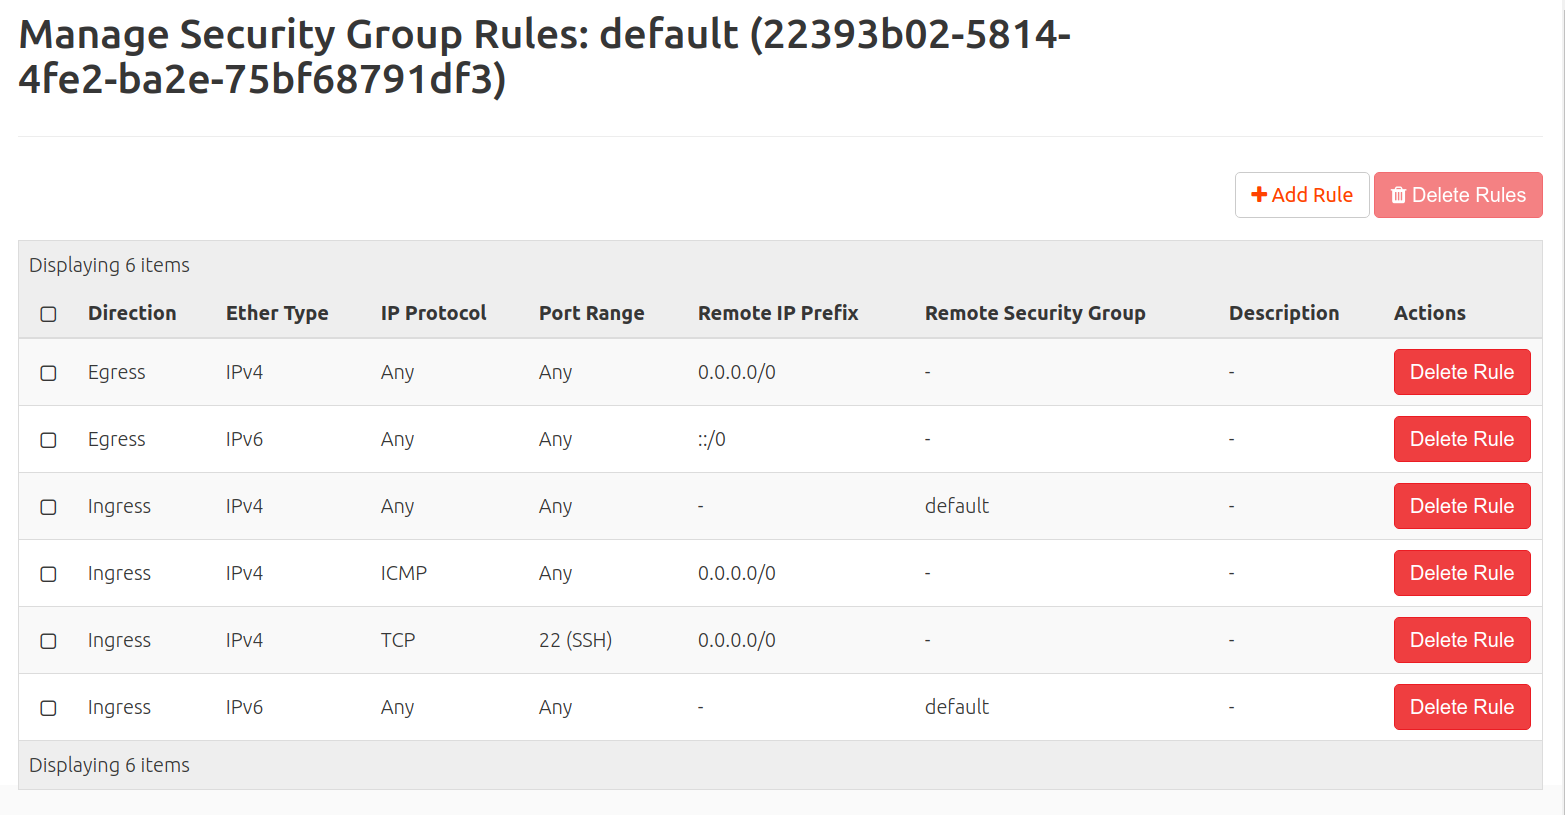 Manage Security Group Rules: default (22393b02-5814-
4fe2-ba2e-75bf68791df3)
Add Rule Delete Rules
Displaying 6 items
Direction Ether Type IP Protocol Port Range Remote IP Prefix Remote Security Group Description Actions
Egress IPv4 Any Any 0.0.0.0/0 - - Delete Rule
Egress IPv6 Any Any ::/0 - - Delete Rule
Ingress IPv4 Any Any - default - Delete Rule
Ingress IPv4 ICMP Any 0.0.0.0/0 - - Delete Rule
Ingress IPv4 TCP 22 (SSH) 0.0.0.0/0 - - Delete Rule
Ingress IPv6 Any Any - default - Delete Rule
Displaying 6 items